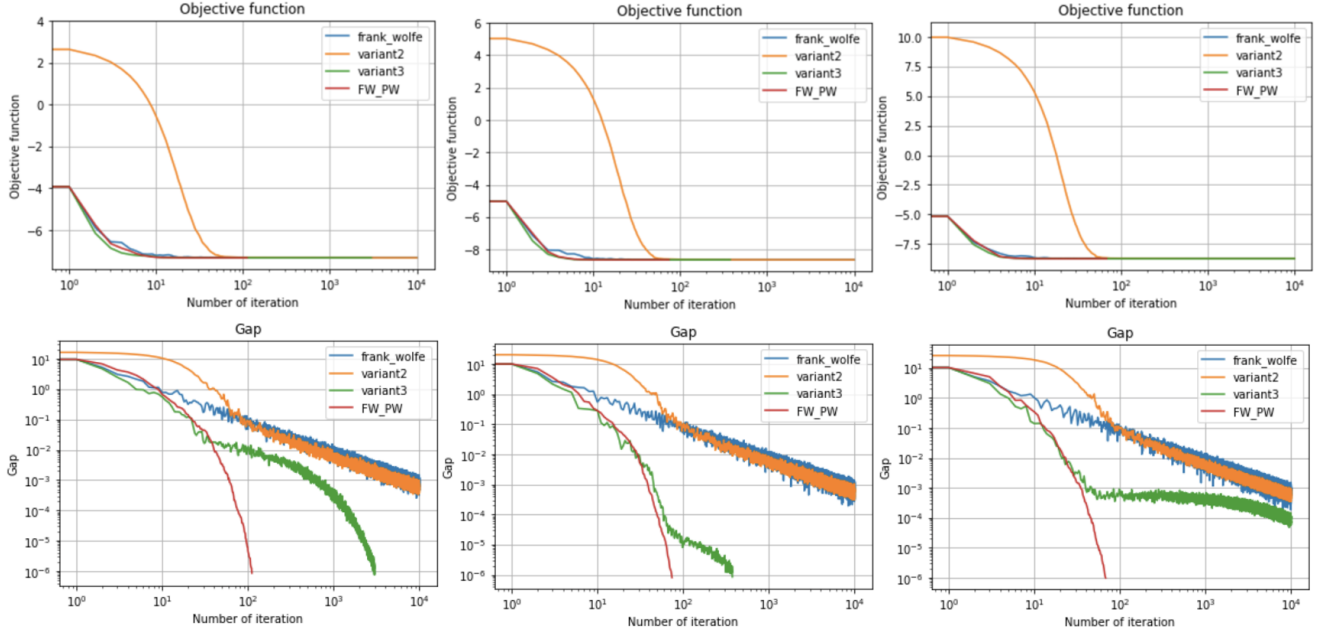 Objective function
Objective function
4
2
0
−2
−4
−6
10⁰ 10¹ 10² 10³ 10⁴
Number of iteration
frank_wolfe
variant2
variant3
FW_PW
Objective function
Objective function
6
4
2
0
−2
−4
−6
−8
10⁰ 10¹ 10² 10³ 10⁴
Number of iteration
frank_wolfe
variant2
variant3
FW_PW
Objective function
Objective function
10.0
7.5
5.0
2.5
0.0
−2.5
−5.0
−7.5
10⁰ 10¹ 10² 10³ 10⁴
Number of iteration
frank_wolfe
variant2
variant3
FW_PW
Gap
Gap
10¹
10⁰
10⁻¹
10⁻²
10⁻³
10⁻⁴
10⁻⁵
10⁻⁶
10⁰ 10¹ 10² 10³ 10⁴
Number of iteration
frank_wolfe
variant2
variant3
FW_PW
Gap
Gap
10¹
10⁰
10⁻¹
10⁻²
10⁻³
10⁻⁴
10⁻⁵
10⁻⁶
10⁰ 10¹ 10² 10³ 10⁴
Number of iteration
frank_wolfe
variant2
variant3
FW_PW
Gap
Gap
10¹
10⁰
10⁻¹
10⁻²
10⁻³
10⁻⁴
10⁻⁵
10⁻⁶
10⁰ 10¹ 10² 10³ 10⁴
Number of iteration
frank_wolfe
variant2
variant3
FW_PW